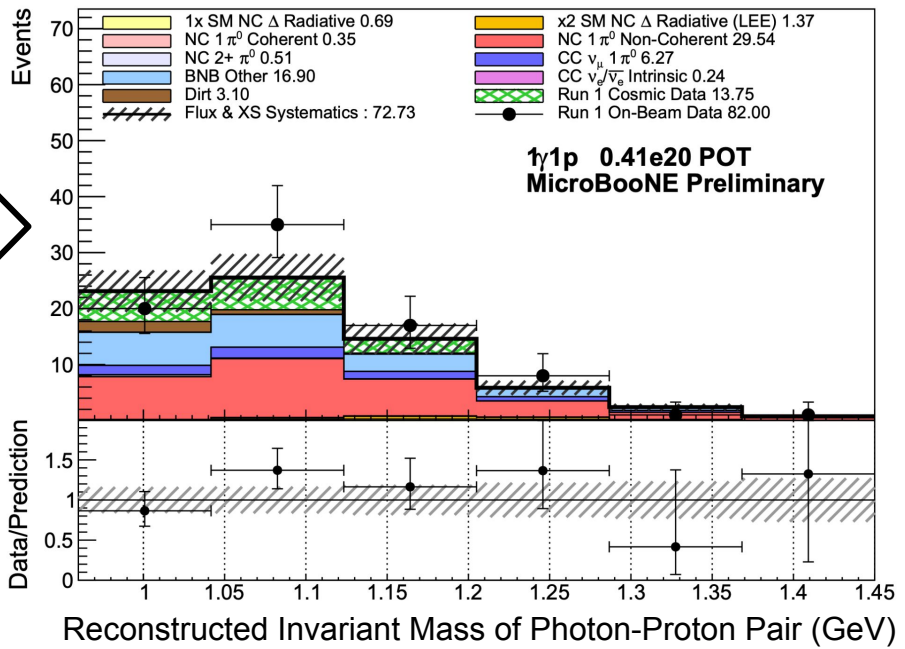 1x SM NC Δ Radiative 0.69
x2 SM NC Δ Radiative (LEE) 1.37
NC 1 π⁰ Coherent 0.35
NC 1 π⁰ Non-Coherent 29.54
NC 2+ π⁰ 0.51
CC ν_μ 1 π⁰ 6.27
BNB Other 16.90
CC ν_e/ν̅_e Intrinsic 0.24
Dirt 3.10
Run 1 Cosmic Data 13.75
Flux & XS Systematics : 72.73
Run 1 On-Beam Data 82.00
1γ1p 0.41e20 POT
MicroBooNE Preliminary
Events
70
60
50
40
30
20
10
Data/Prediction
1.5
1
0.5
0
1 1.05 1.1 1.15 1.2 1.25 1.3 1.35 1.4 1.45
Reconstructed Invariant Mass of Photon-Proton Pair (GeV)